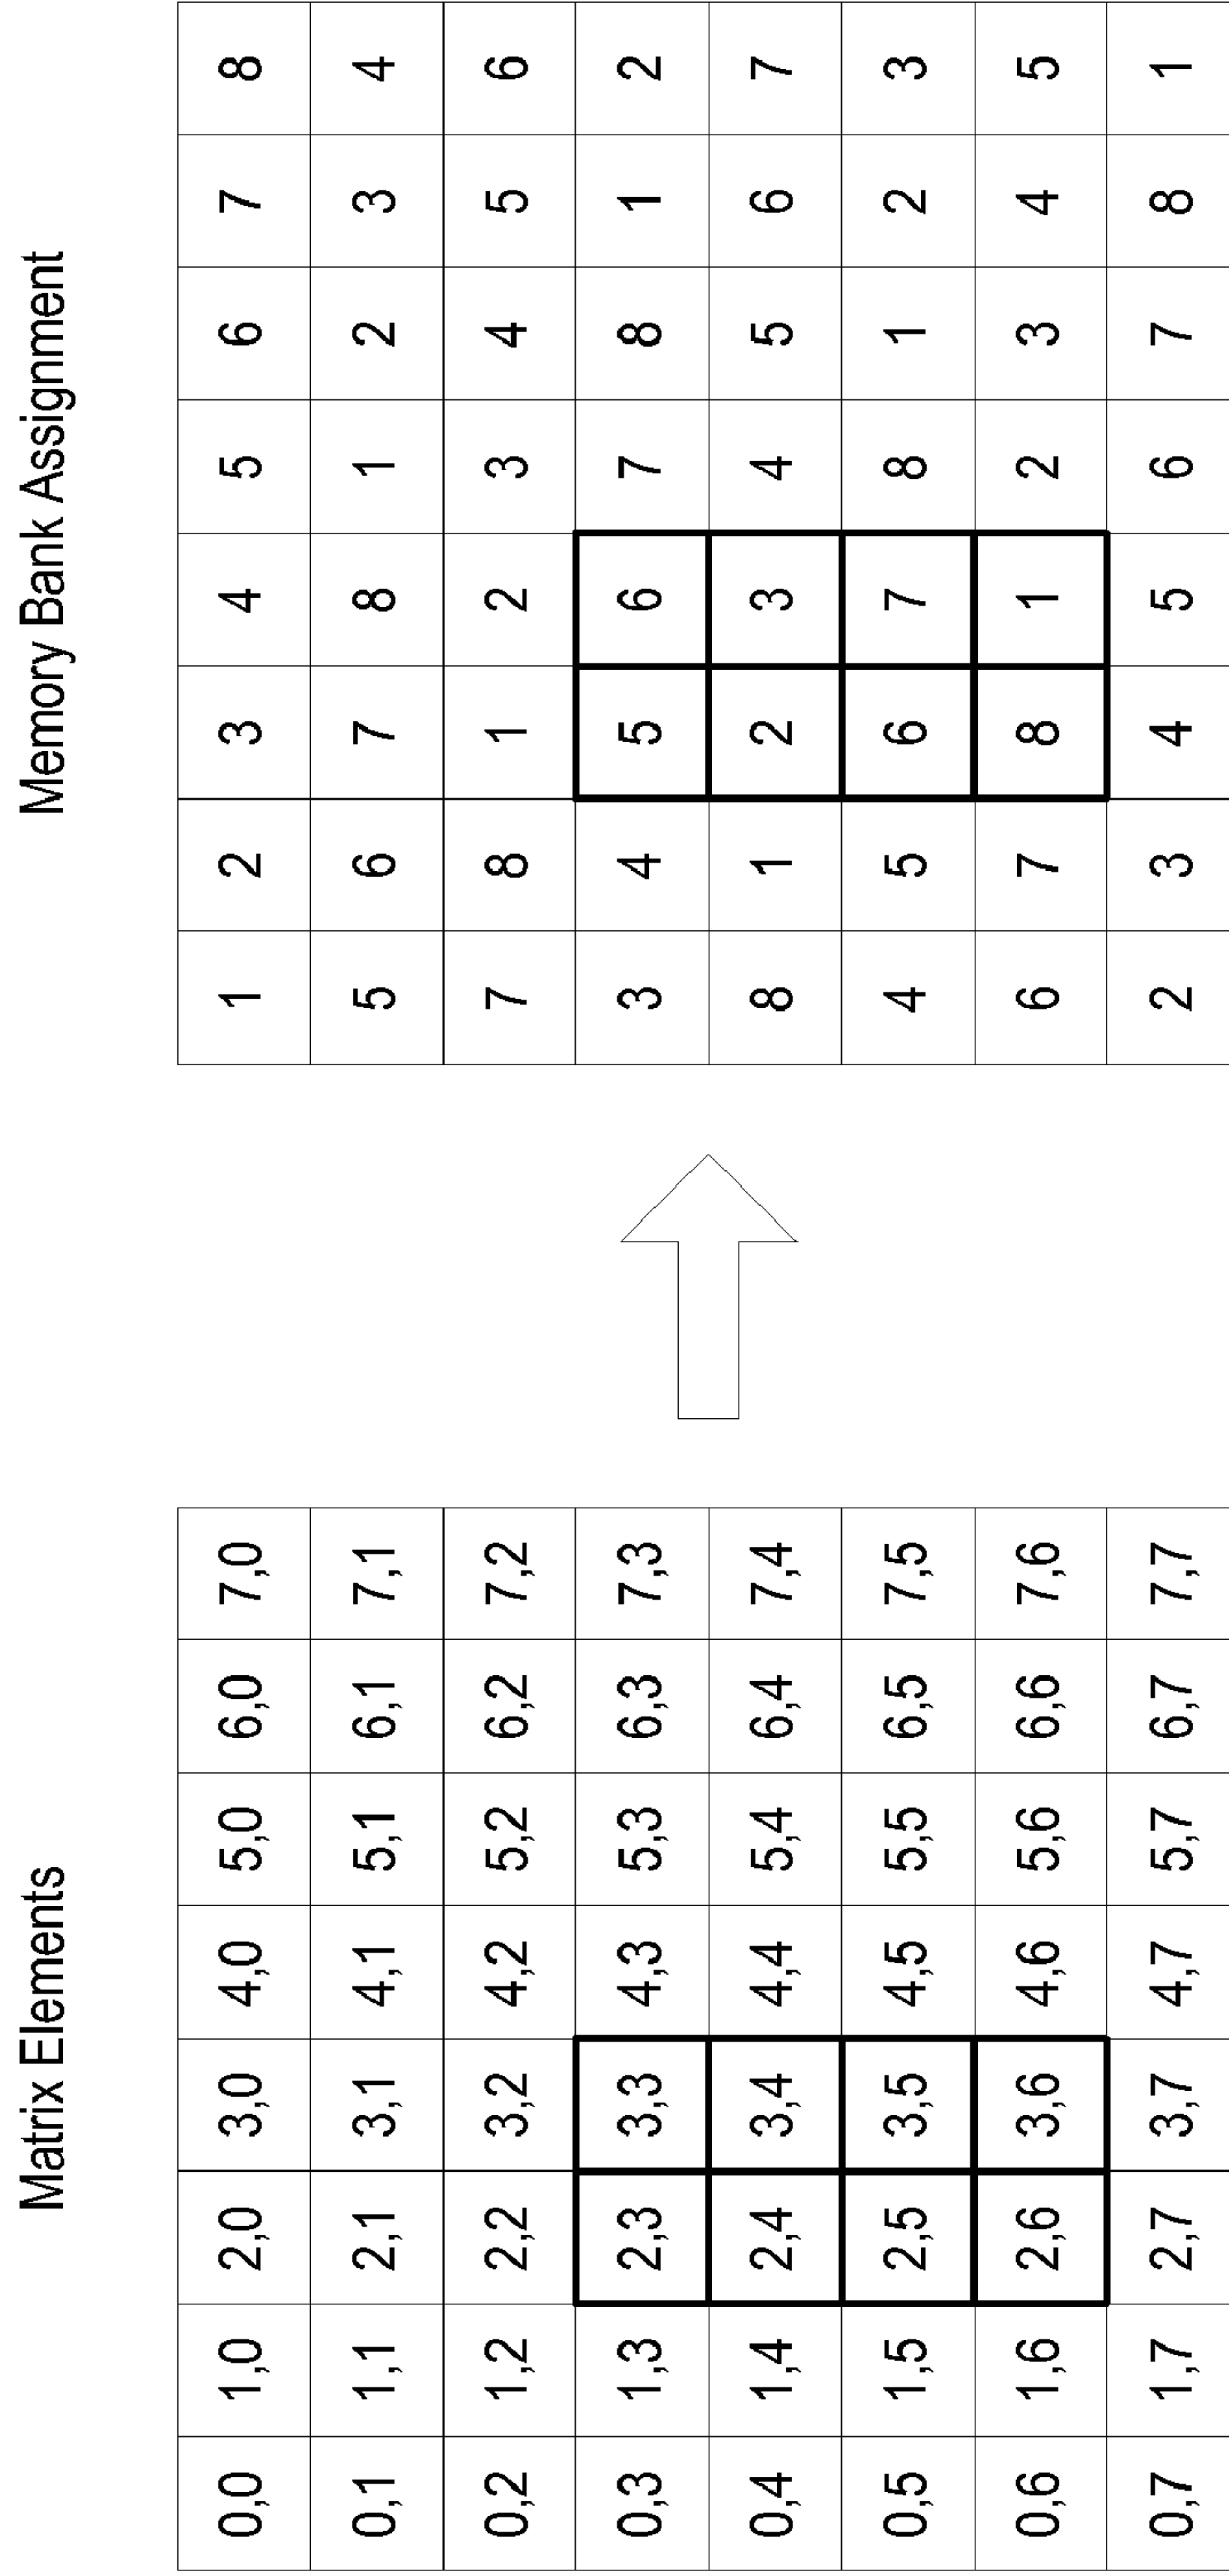 Matrix Elements
0,0 1,0 2,0 3,0 4,0 5,0 6,0 7,0
0,1 1,1 2,1 3,1 4,1 5,1 6,1 7,1
0,2 1,2 2,2 3,2 4,2 5,2 6,2 7,2
0,3 1,3 2,3 3,3 4,3 5,3 6,3 7,3
0,4 1,4 2,4 3,4 4,4 5,4 6,4 7,4
0,5 1,5 2,5 3,5 4,5 5,5 6,5 7,5
0,6 1,6 2,6 3,6 4,6 5,6 6,6 7,6
0,7 1,7 2,7 3,7 4,7 5,7 6,7 7,7
Memory Bank Assignment
1 2 3 4 5 6 7 8
5 6 7 8 1 2 3 4
7 8 1 2 3 4 5 6
3 4 5 6 7 8 1 2
8 1 2 3 4 5 6 7
4 5 6 7 8 1 2 3
6 7 8 1 2 3 4 5
2 3 4 5 6 7 8 1